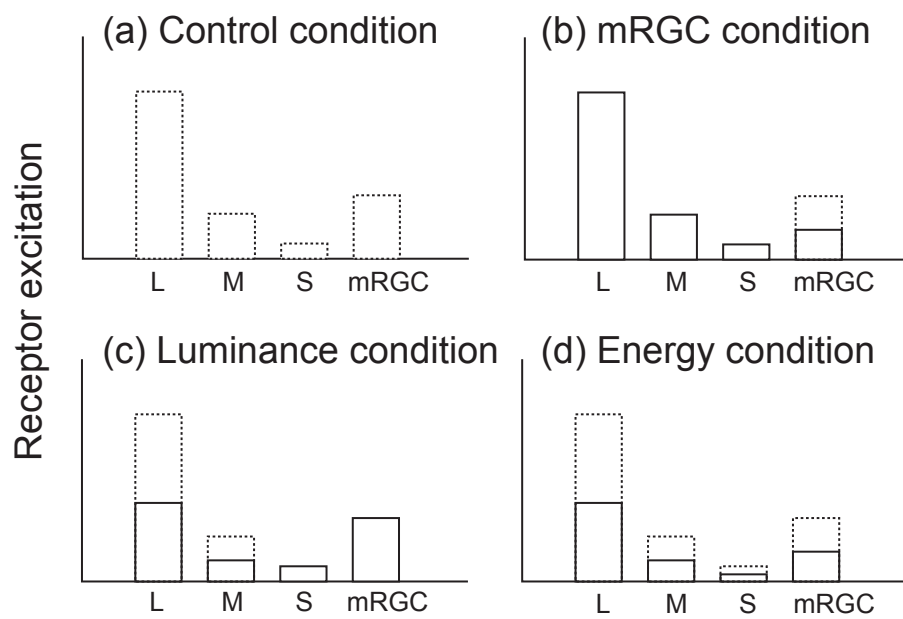 (a) Control condition
(b) mRGC condition
Receptor excitation
L M S mRGC
L M S mRGC
(c) Luminance condition
(d) Energy condition
L M S mRGC
L M S mRGC